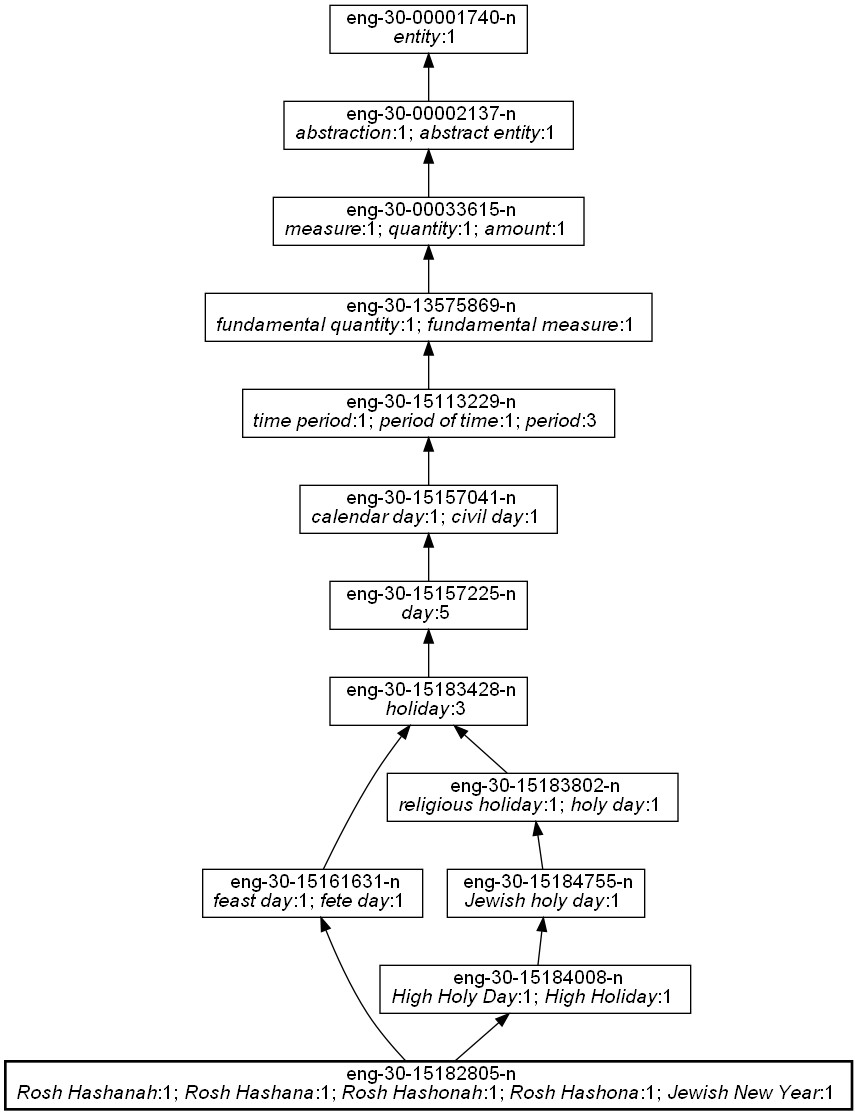 eng-30-00001740-n
entity:1
eng-30-00002137-n
abstraction:1; abstract entity:1
eng-30-00033615-n
measure:1; quantity:1; amount:1
eng-30-13575869-n
fundamental quantity:1; fundamental measure:1
eng-30-15113229-n
time period:1; period of time:1; period:3
eng-30-15157041-n
calendar day:1; civil day:1
eng-30-15157225-n
day:5
eng-30-15183428-n
holiday:3
eng-30-15183802-n
religious holiday:1; holy day:1
eng-30-15161631-n
feast day:1; fete day:1
eng-30-15184755-n
Jewish holy day:1
eng-30-15184008-n
High Holy Day:1; High Holiday:1
eng-30-15182805-n
Rosh Hashanah:1; Rosh Hashana:1; Rosh Hashonah:1; Rosh Hashona:1; Jewish New Year:1